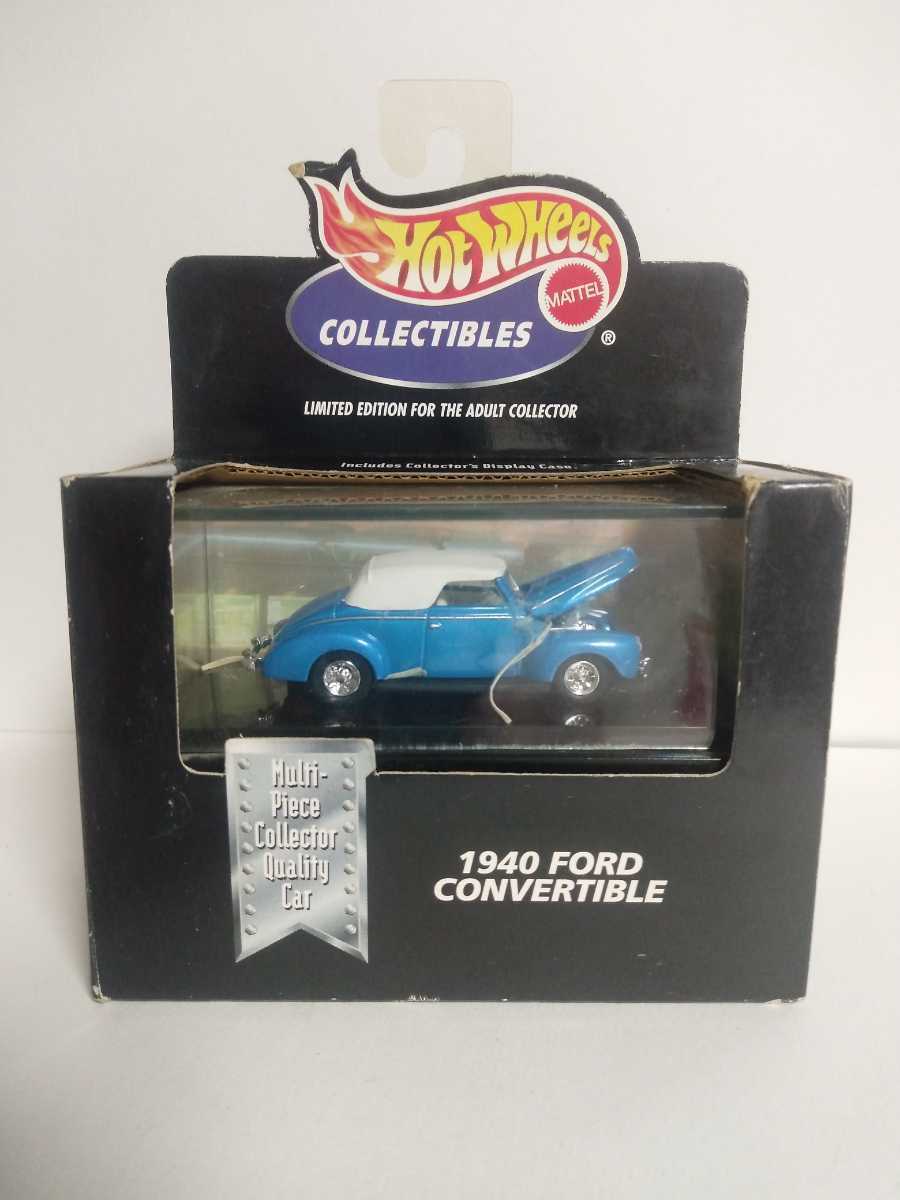 Hot Wheels
MATTEL
COLLECTIBLES
®
LIMITED EDITION FOR THE ADULT COLLECTOR
Includes Collector's Display Case
Multi-
Piece
Collector
Quality
Car
1940 FORD
CONVERTIBLE